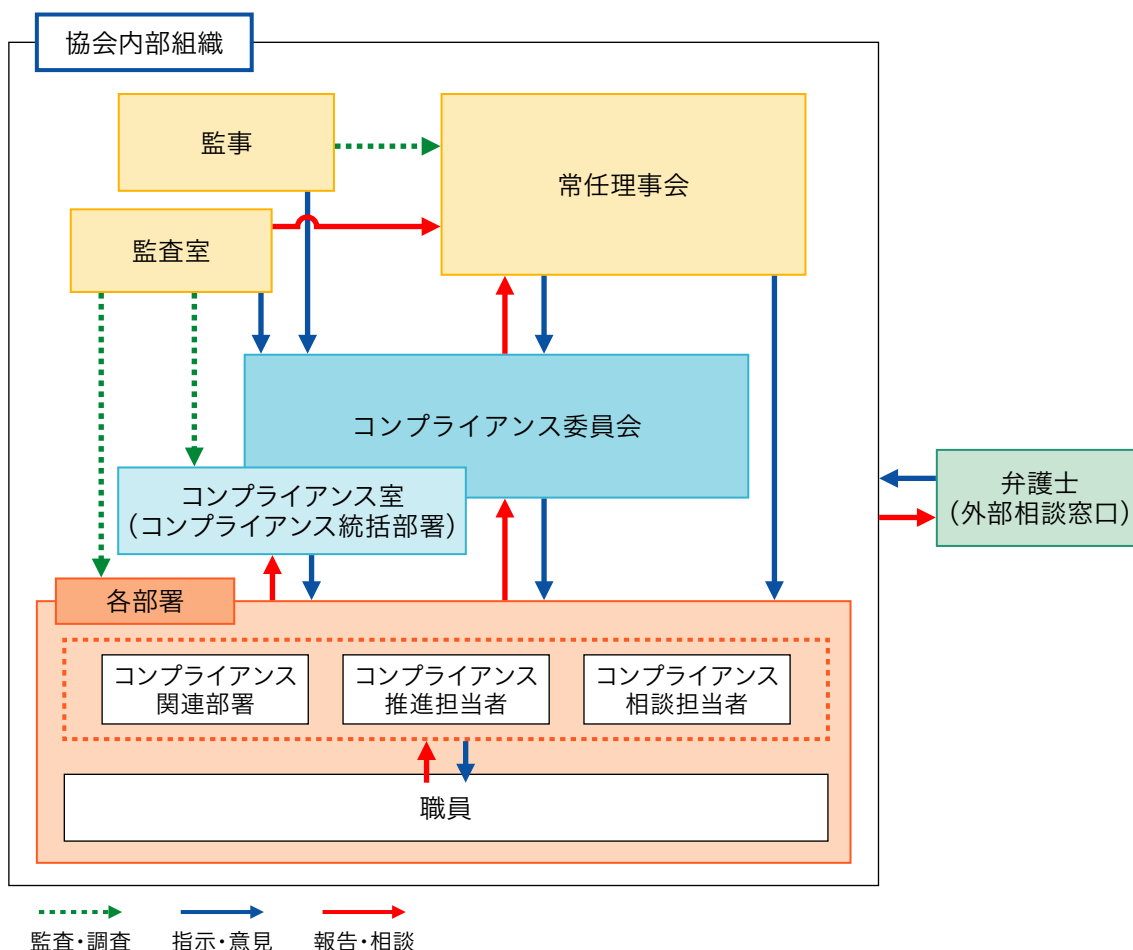 協会内部組織
監事
常任理事会
監査室
コンプライアンス委員会
コンプライアンス室
（コンプライアンス統括部署）
弁護士
（外部相談窓口）
各部署
コンプライアンス
関連部署
コンプライアンス
推進担当者
コンプライアンス
相談担当者
職員
監査・調査
指示・意見
報告・相談